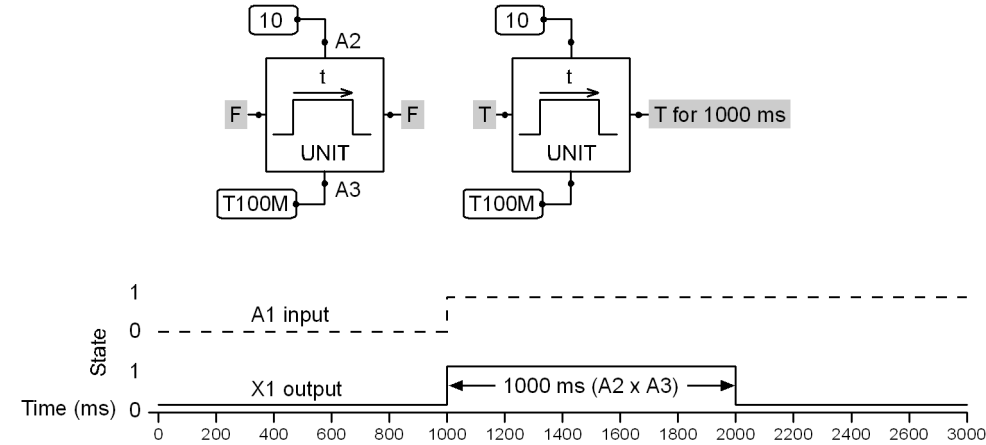 10
A2
t
F
F
UNIT
A3
T100M
10
t
T
T for 1000 ms
UNIT
T100M
State
1
A1 input
0
1
X1 output
1000 ms (A2 x A3)
Time (ms)
0
0 200 400 600 800 1000 1200 1400 1600 1800 2000 2200 2400 2600 3000